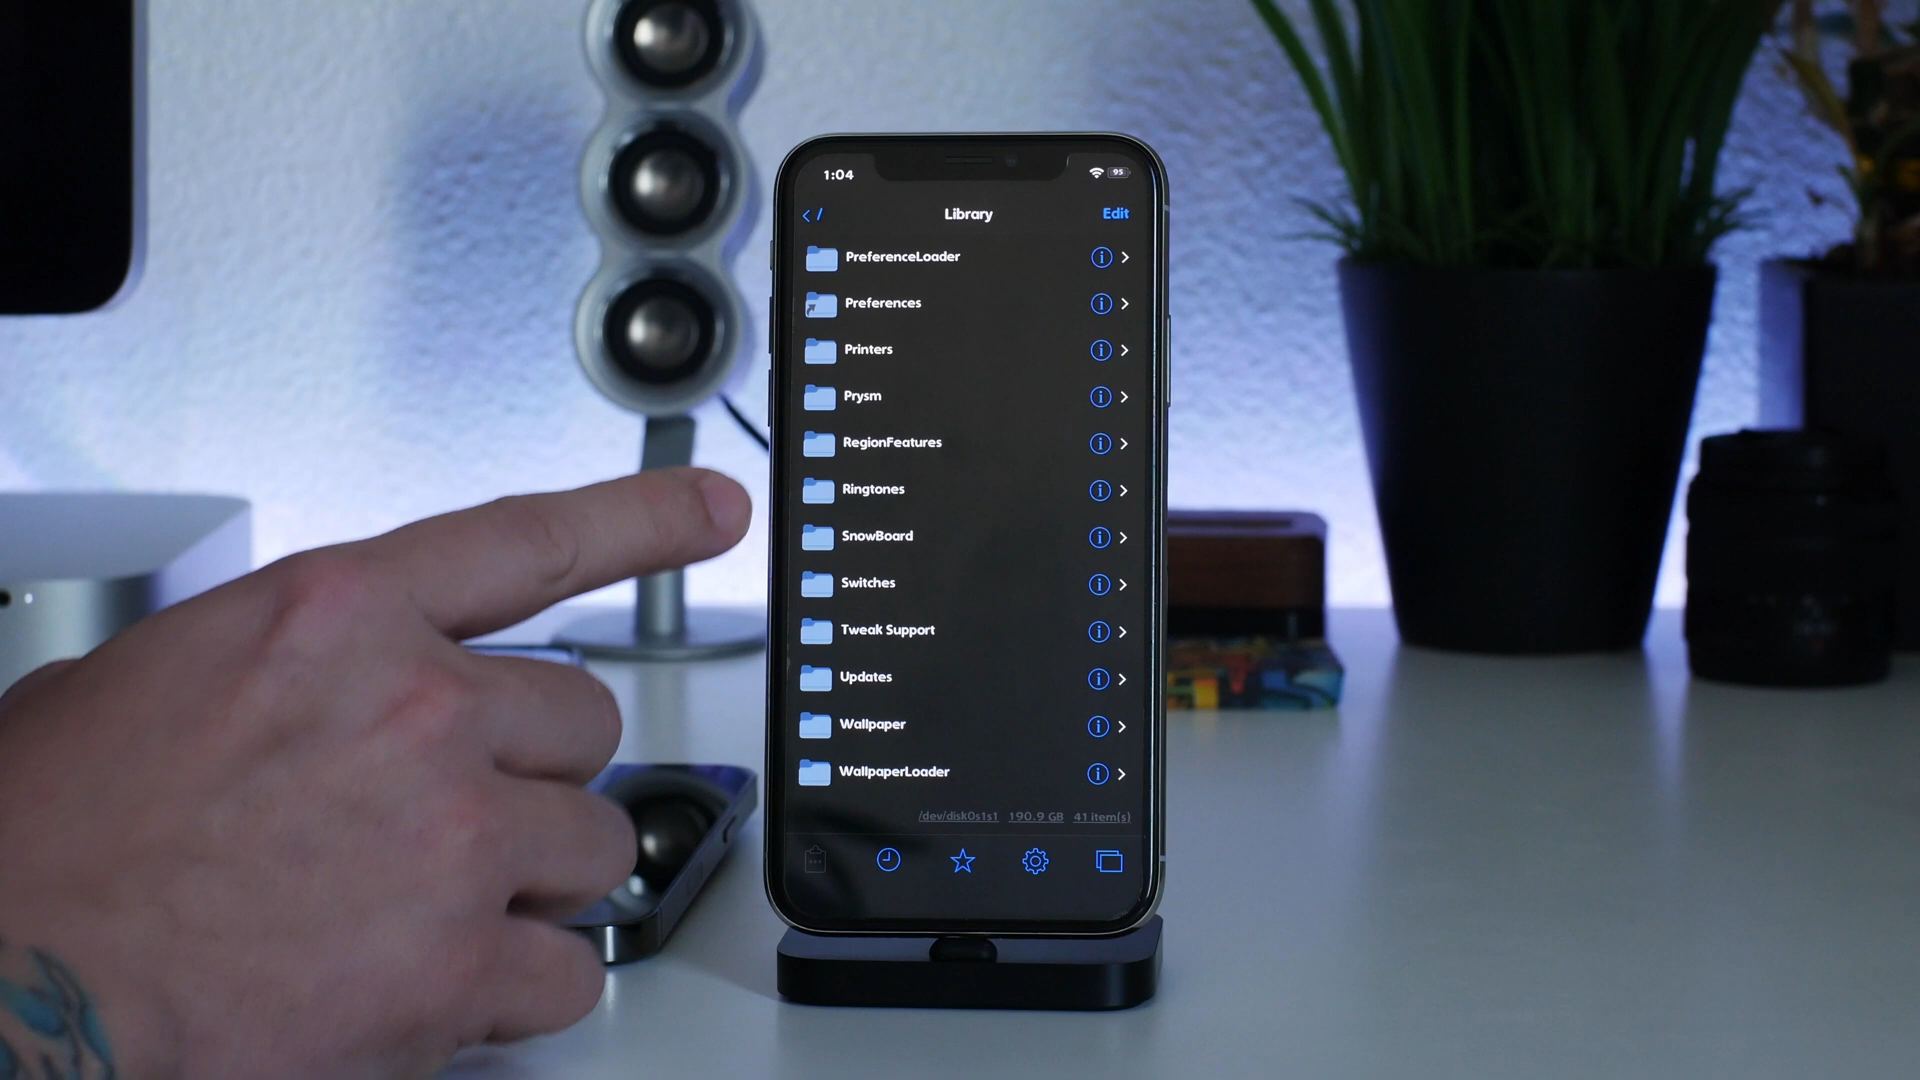 1:04
95
/
Library
Edit
PreferenceLoader
Preferences
Printers
Prysm
RegionFeatures
Ringtones
SnowBoard
Switches
Tweak Support
Updates
Wallpaper
WallpaperLoader
/dev/disk0s1s1 190.9 GB 41 item(s)